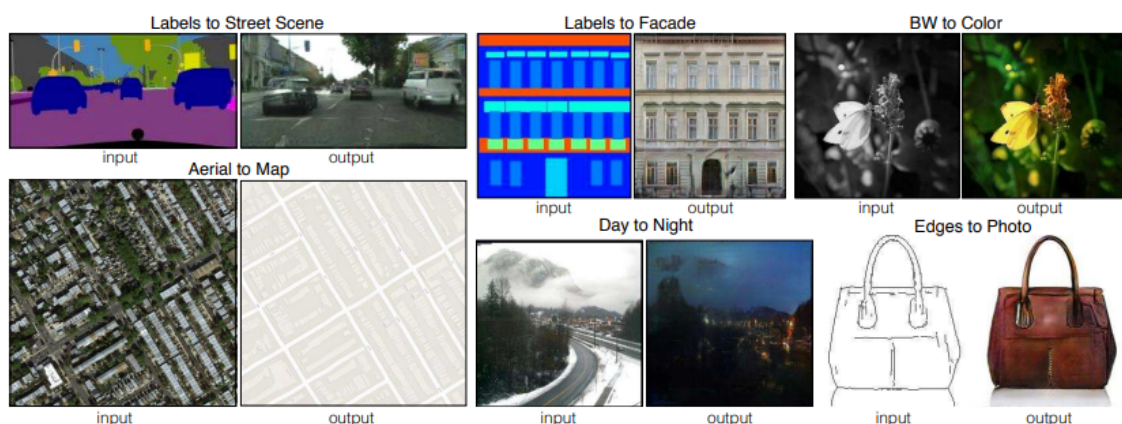 Labels to Street Scene
input
output
Aerial to Map
input
output
Labels to Facade
input
output
Day to Night
input
output
BW to Color
input
output
Edges to Photo
input
output